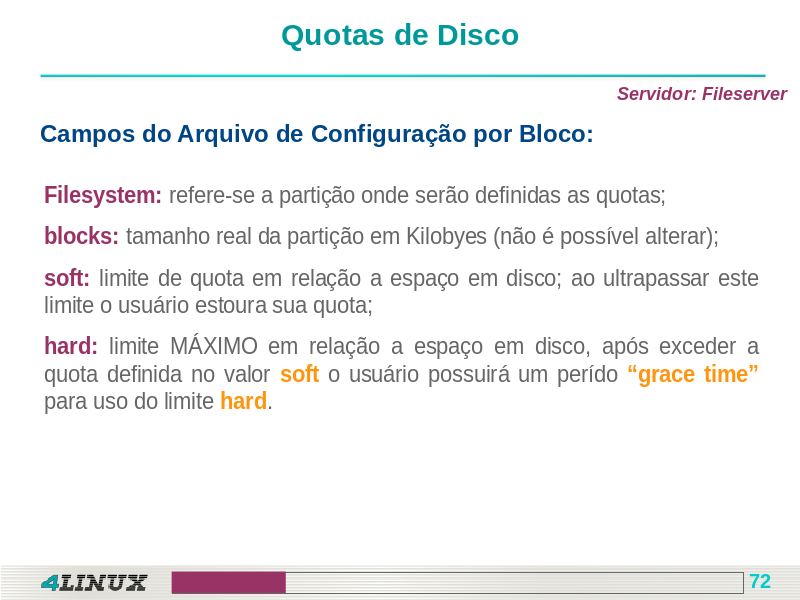 Quotas de Disco
Servidor: Fileserver
Campos do Arquivo de Configuração por Bloco:
Filesystem: refere-se a partição onde serão definidas as quotas;
blocks: tamanho real da partição em Kilobyes (não é possível alterar);
soft: limite de quota em relação a espaço em disco; ao ultrapassar este
limite o usuário estoura sua quota;
hard: limite MÁXIMO em relação a espaço em disco, após exceder a
quota definida no valor soft o usuário possuirá um perído “grace time”
para uso do limite hard.
4LINUX
72